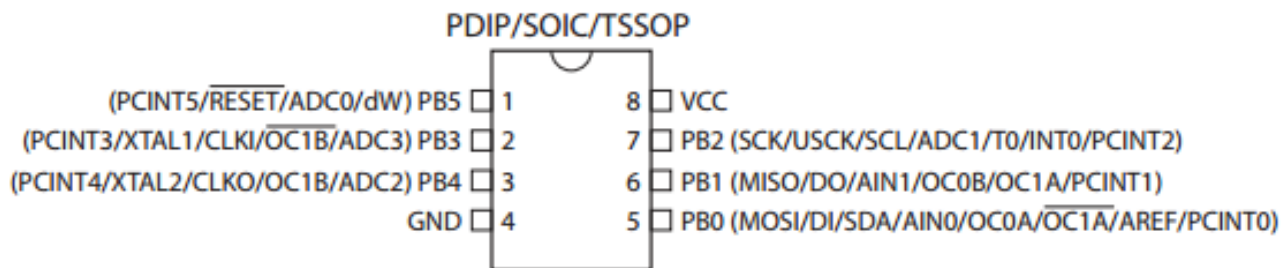 PDIP/SOIC/TSSOP
(PCINT5/RESET/ADC0/dW) PB5 1 8 VCC
(PCINT3/XTAL1/CLKI/OC1B/ADC3) PB3 2 7 PB2 (SCK/USCK/SCL/ADC1/T0/INT0/PCINT2)
(PCINT4/XTAL2/CLKO/OC1B/ADC2) PB4 3 6 PB1 (MISO/DO/AIN1/OC0B/OC1A/PCINT1)
GND 4 5 PB0 (MOSI/DI/SDA/AIN0/OC0A/OC1A/AREF/PCINT0)